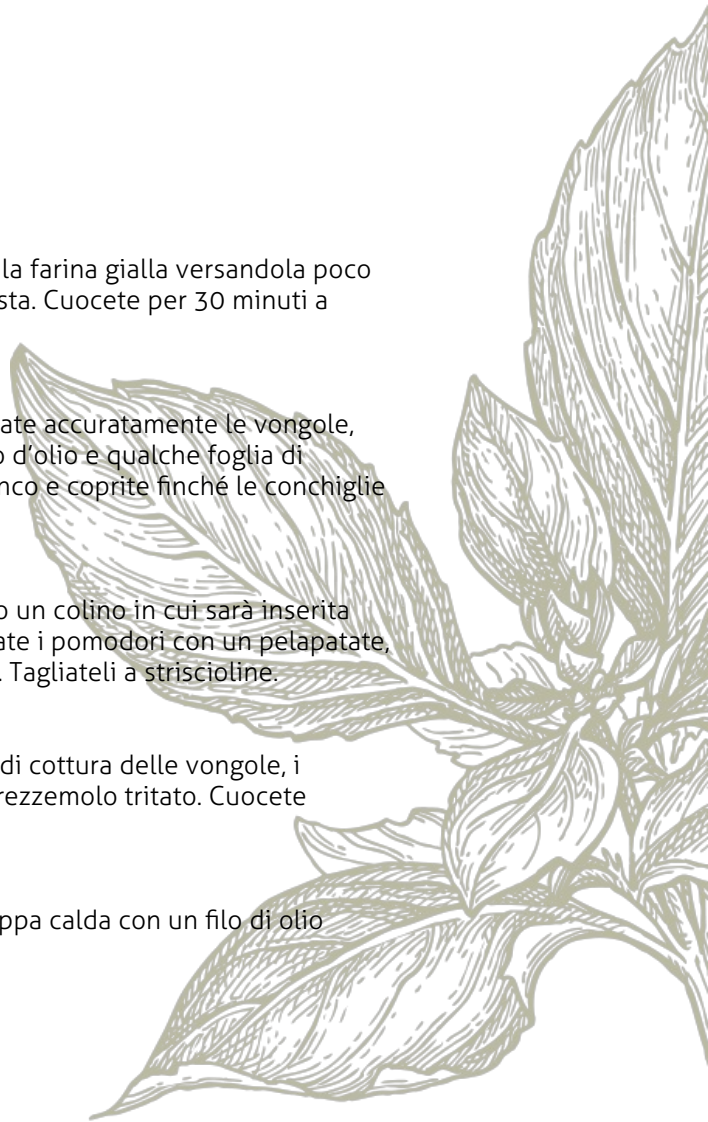 la farina gialla versandola poco
sta. Cuocete per 30 minuti a
ate accuratamente le vongole,
o d’olio e qualche foglia di
nco e coprite finché le conchiglie
o un colino in cui sarà inserita
ate i pomodori con un pelapatate,
. Tagliateli a striscioline.
di cottura delle vongole, i
rezzemolo tritato. Cuocete
ppa calda con un filo di olio